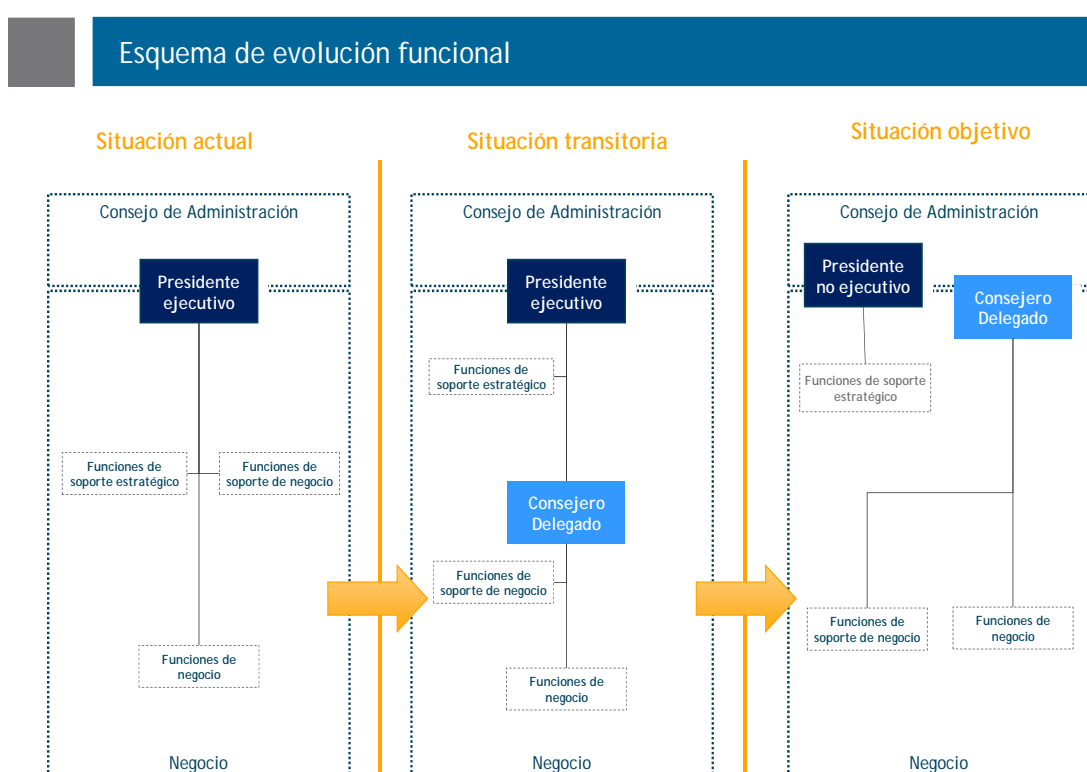 Esquema de evolución funcional
Situación actual
Consejo de Administración
Presidente
ejecutivo
Funciones de
soporte estratégico
Funciones de
soporte de negocio
Funciones de
negocio
Negocio
Situación transitoria
Consejo de Administración
Presidente
ejecutivo
Funciones de
soporte estratégico
Consejero
Delegado
Funciones de
soporte de negocio
Funciones de
negocio
Negocio
Situación objetivo
Consejo de Administración
Presidente
no ejecutivo
Consejero
Delegado
Funciones de soporte
estratégico
Funciones de
soporte de negocio
Funciones de
negocio
Negocio